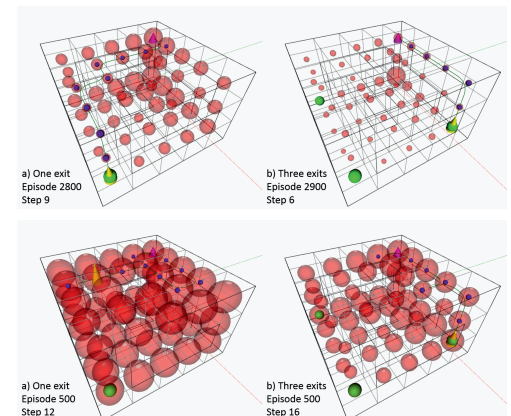 a) One exit
Episode 2800
Step 9
b) Three exits
Episode 2900
Step 6
a) One exit
Episode 500
Step 12
b) Three exits
Episode 500
Step 16